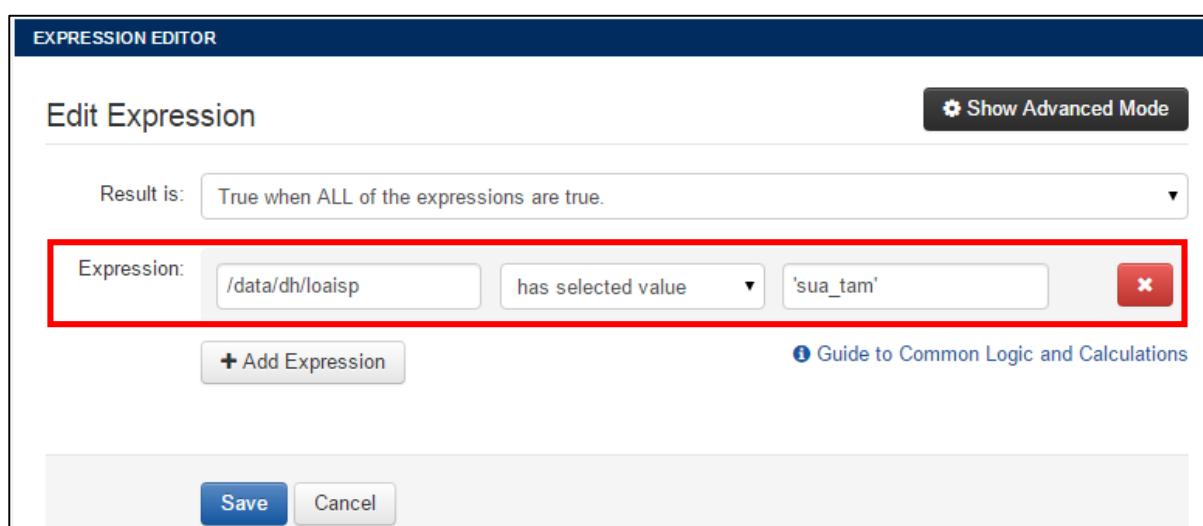 EXPRESSION EDITOR
Edit Expression
Show Advanced Mode
Result is: True when ALL of the expressions are true.
Expression: /data/dh/loaisp has selected value 'sua_tam'
+ Add Expression
Guide to Common Logic and Calculations
Save Cancel